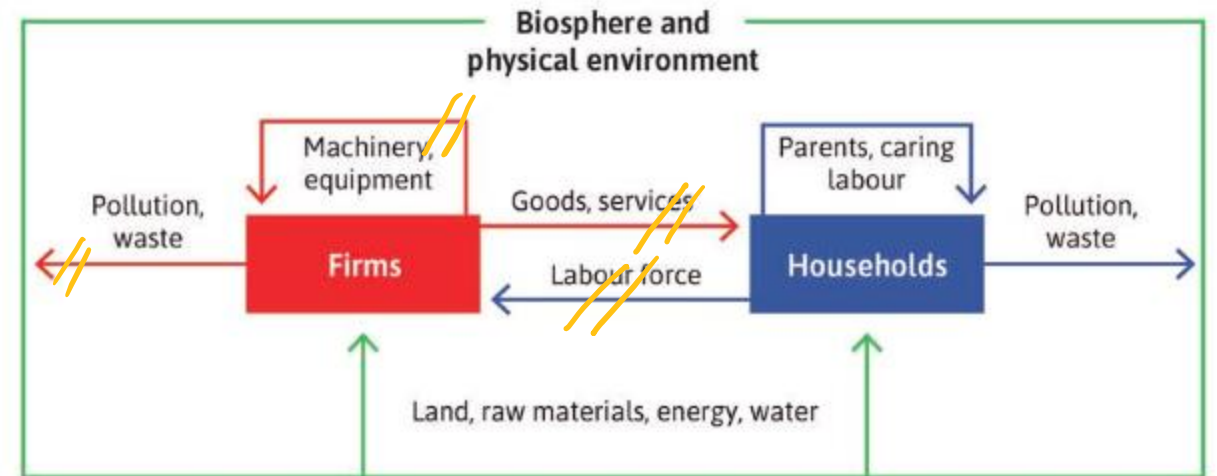 Biosphere and
physical environment
Machinery,
equipment
Parents, caring
labour
Pollution,
waste
Goods, services
Pollution,
waste
Firms
Labour force
Households
Land, raw materials, energy, water